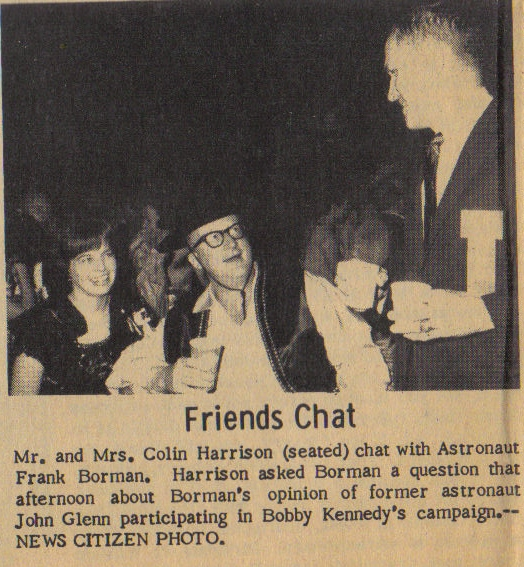 Friends Chat
Mr. and Mrs. Colin Harrison (seated) chat with Astronaut
Frank Borman. Harrison asked Borman a question that
afternoon about Borman's opinion of former astronaut
John Glenn participating in Bobby Kennedy's campaign.--
NEWS CITIZEN PHOTO.